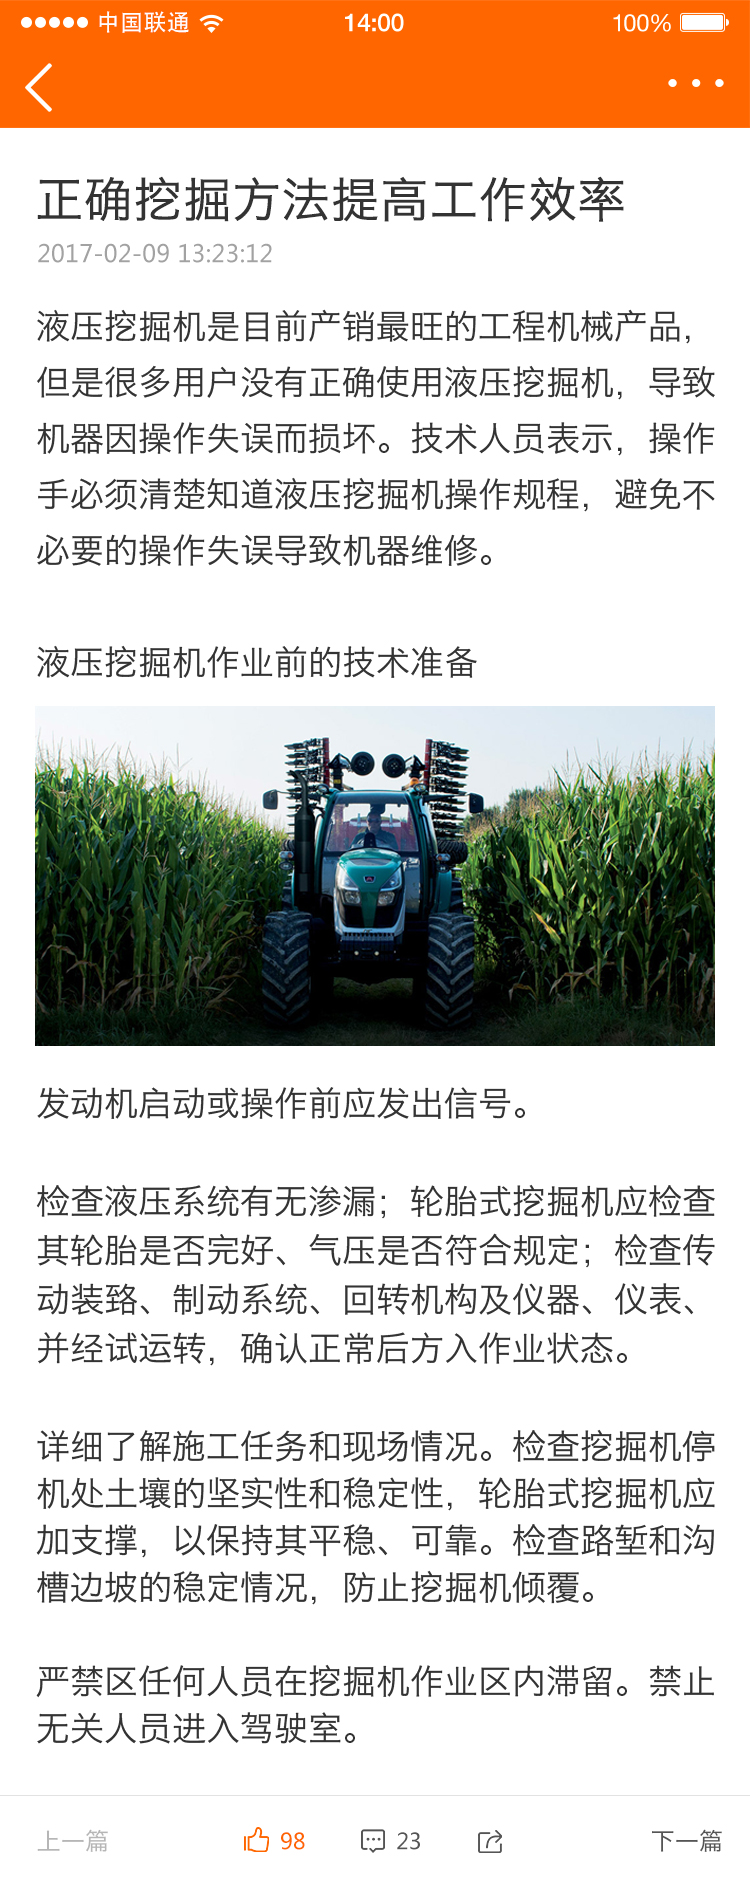 中国联通 14:00 100%
正确挖掘方法提高工作效率
2017-02-09 13:23:12
液压挖掘机是目前产销最旺的工程机械产品，
但是很多用户没有正确使用液压挖掘机，导致
机器因操作失误而损坏。技术人员表示，操作
手必须清楚知道液压挖掘机操作规程，避免不
必要的操作失误导致机器维修。
液压挖掘机作业前的技术准备
发动机启动或操作前应发出信号。
检查液压系统有无渗漏；轮胎式挖掘机应检查
其轮胎是否完好、气压是否符合规定；检查传
动装臵、制动系统、回转机构及仪器、仪表、
并经试运转，确认正常后方入作业状态。
详细了解施工任务和现场情况。检查挖掘机停
机处土壤的坚实性和稳定性，轮胎式挖掘机应
加支撑，以保持其平稳、可靠。检查路堑和沟
槽边坡的稳定情况，防止挖掘机倾覆。
严禁区任何人员在挖掘机作业区内滞留。禁止
无关人员进入驾驶室。
上一篇 98 23 下一篇